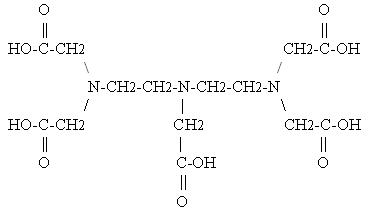 O O
HO-C-CH2 CH2-C-OH
N-CH2-CH2-N-CH2-CH2-N
HO-C-CH2 CH2 CH2-C-OH
O C-OH O
O